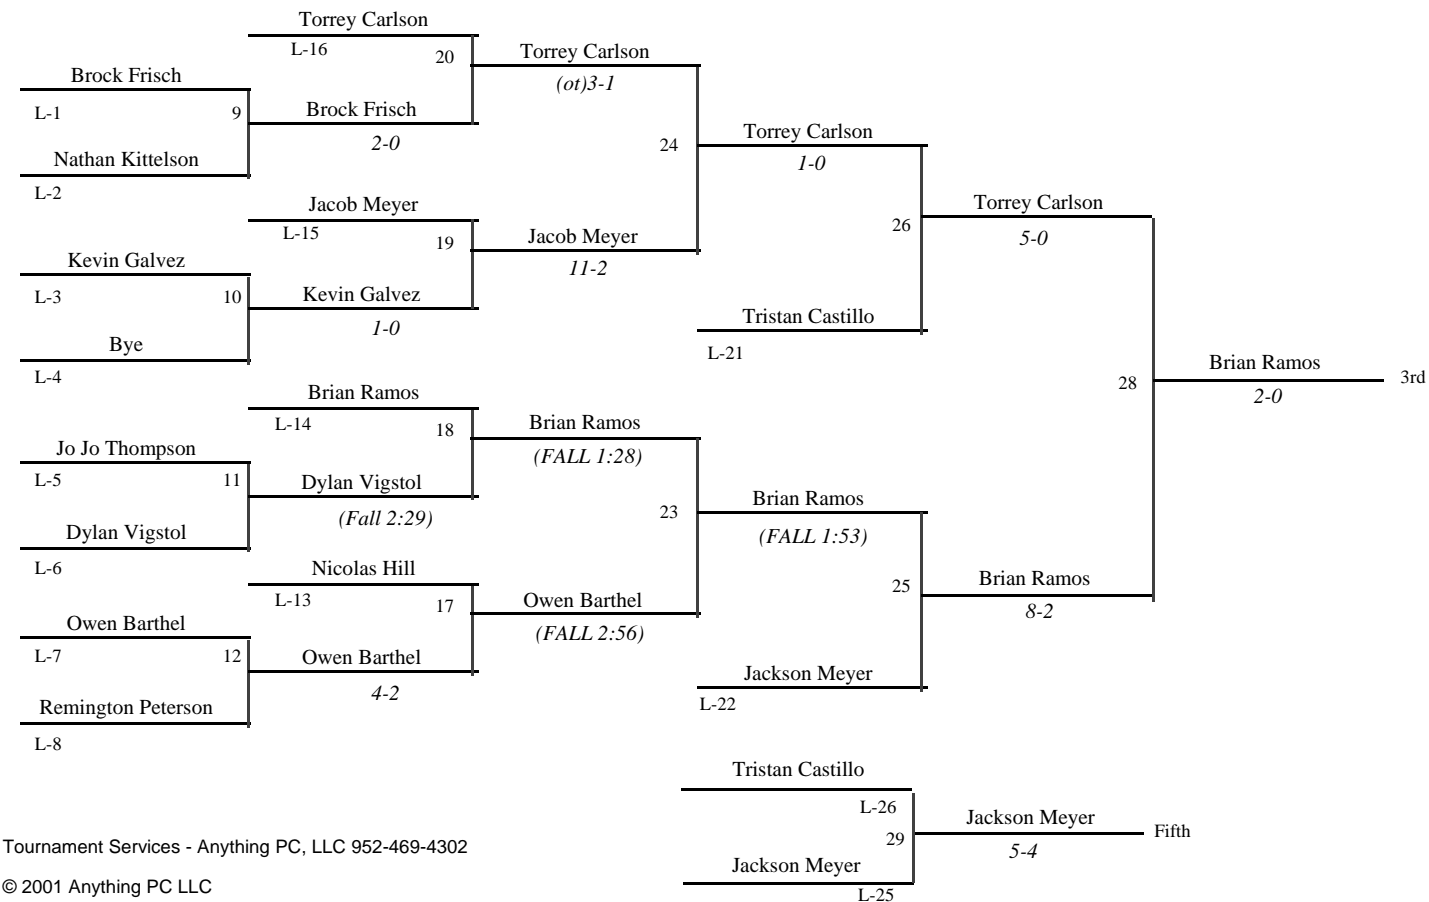 Torrey Carlson
L-16
20
Torrey Carlson
(ot)3-1
Brock Frisch
L-1
9
Brock Frisch
2-0
Nathan Kittelson
L-2
24
Torrey Carlson
1-0
Jacob Meyer
L-15
19
Jacob Meyer
11-2
26
Torrey Carlson
5-0
Kevin Galvez
L-3
10
Kevin Galvez
1-0
Bye
L-4
Tristan Castillo
L-21
28
Brian Ramos
2-0
3rd
Brian Ramos
L-14
18
Brian Ramos
(FALL 1:28)
Jo Jo Thompson
L-5
11
Dylan Vigstol
(Fall 2:29)
Dylan Vigstol
L-6
23
Brian Ramos
(FALL 1:53)
Nicolas Hill
L-13
17
Owen Barthel
(FALL 2:56)
25
Brian Ramos
8-2
Owen Barthel
L-7
12
Owen Barthel
4-2
Remington Peterson
L-8
Jackson Meyer
L-22
Tristan Castillo
L-26
29
Jackson Meyer
5-4
Fifth
Jackson Meyer
L-25
Tournament Services - Anything PC, LLC 952-469-4302
© 2001 Anything PC LLC